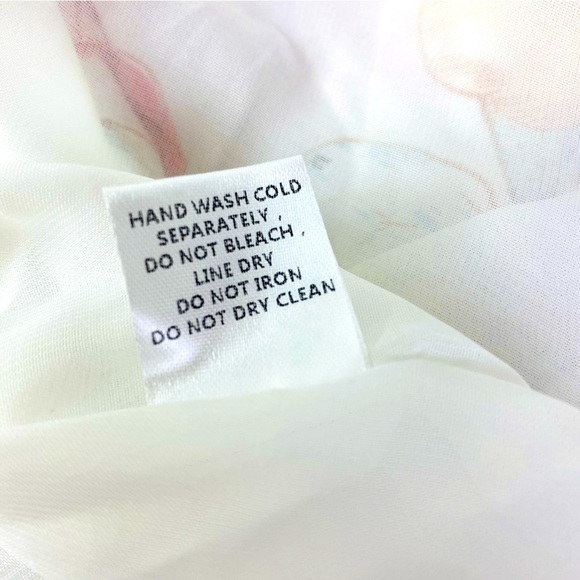 HAND WASH COLD
SEPARATELY ,
DO NOT BLEACH ,
LINE DRY
DO NOT IRON
DO NOT DRY CLEAN